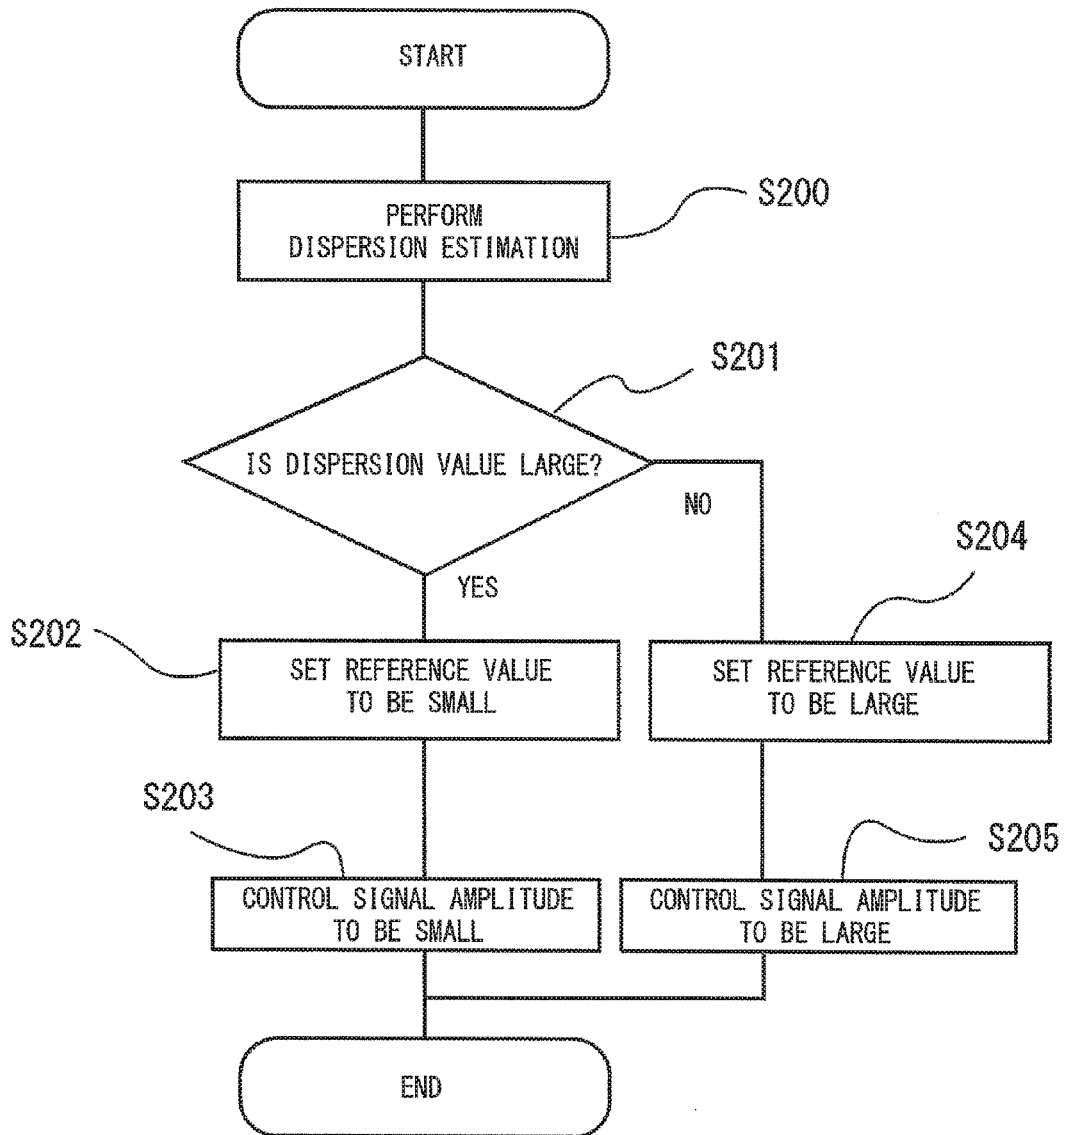 START
PERFORM
DISPERSION ESTIMATION
S200
S201
IS DISPERSION VALUE LARGE?
NO
YES
S204
S202
SET REFERENCE VALUE
TO BE SMALL
SET REFERENCE VALUE
TO BE LARGE
S203
S205
CONTROL SIGNAL AMPLITUDE
TO BE SMALL
CONTROL SIGNAL AMPLITUDE
TO BE LARGE
END